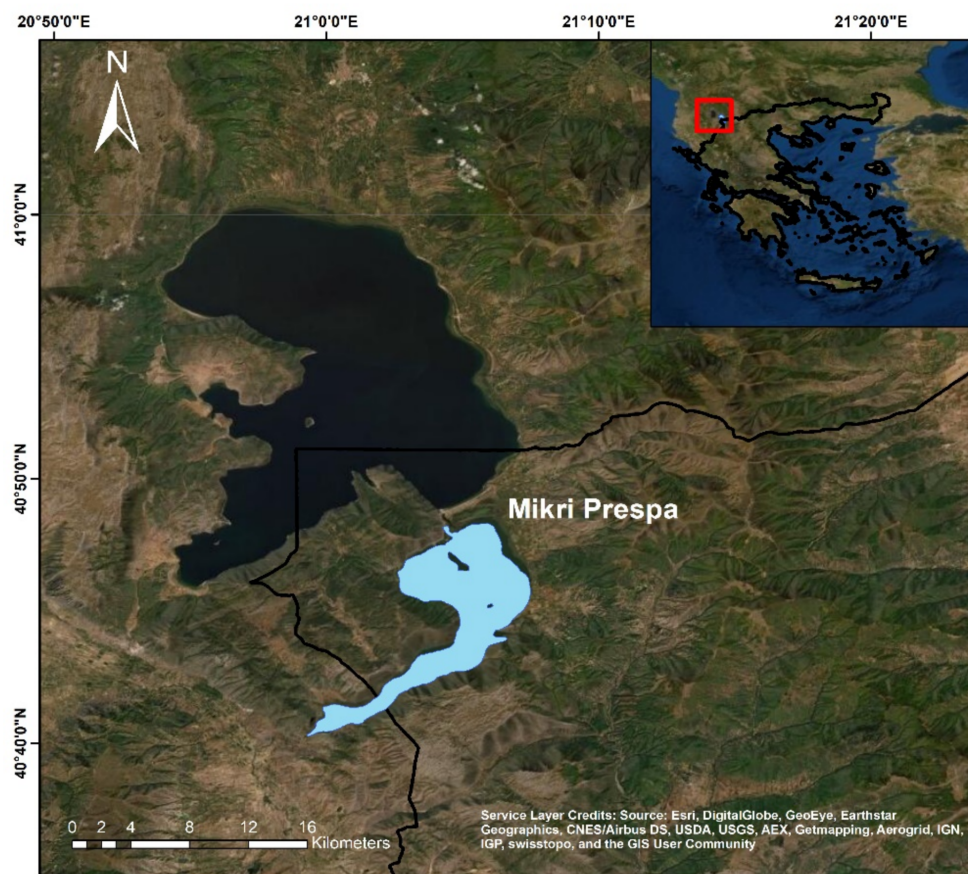 20°50'0"E 21°0'0"E 21°10'0"E 21°20'0"E
N
41°0'0"N
40°50'0"N
Mikri Prespa
40°40'0"N
0 2 4 8 12 16
Kilometers
Service Layer Credits: Source: Esri, DigitalGlobe, GeoEye, Earthstar
Geographics, CNES/Airbus DS, USDA, USGS, AEX, Getmapping, Aerogrid, IGN,
IGP, swisstopo, and the GIS User Community